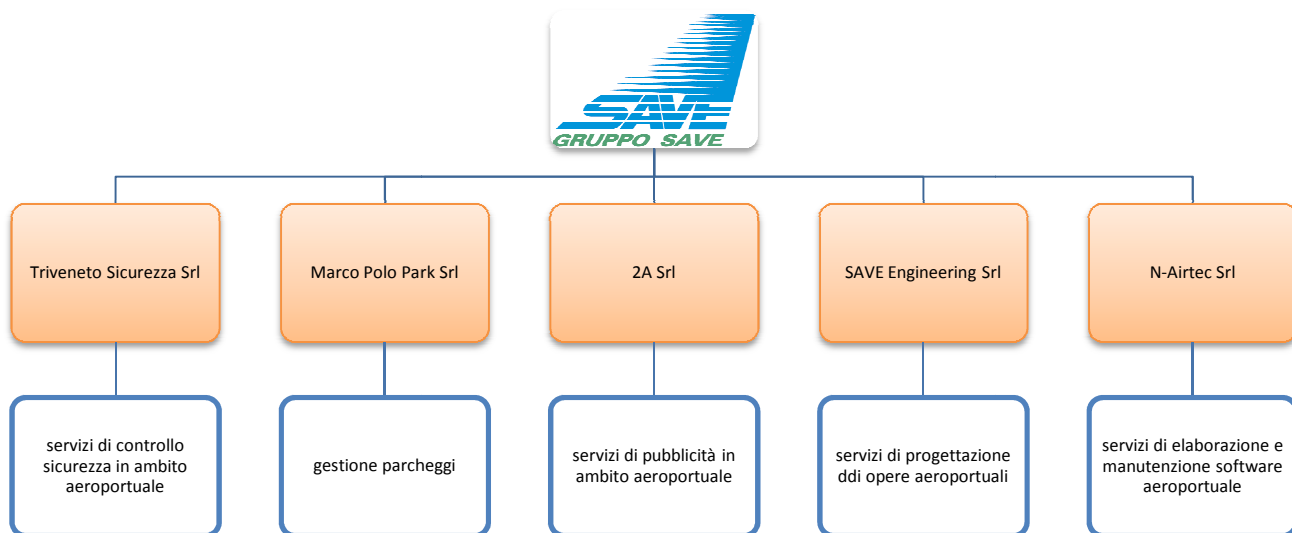 SAVE
GRUPPO SAVE
Triveneto Sicurezza Srl
Marco Polo Park Srl
2A Srl
SAVE Engineering Srl
N-Airtec Srl
servizi di controllo
sicurezza in ambito
aeroportuale
gestione parcheggi
servizi di pubblicità in
ambito aeroportuale
servizi di progettazione
ddi opere aeroportuali
servizi di elaborazione e
manutenzione software
aeroportuale